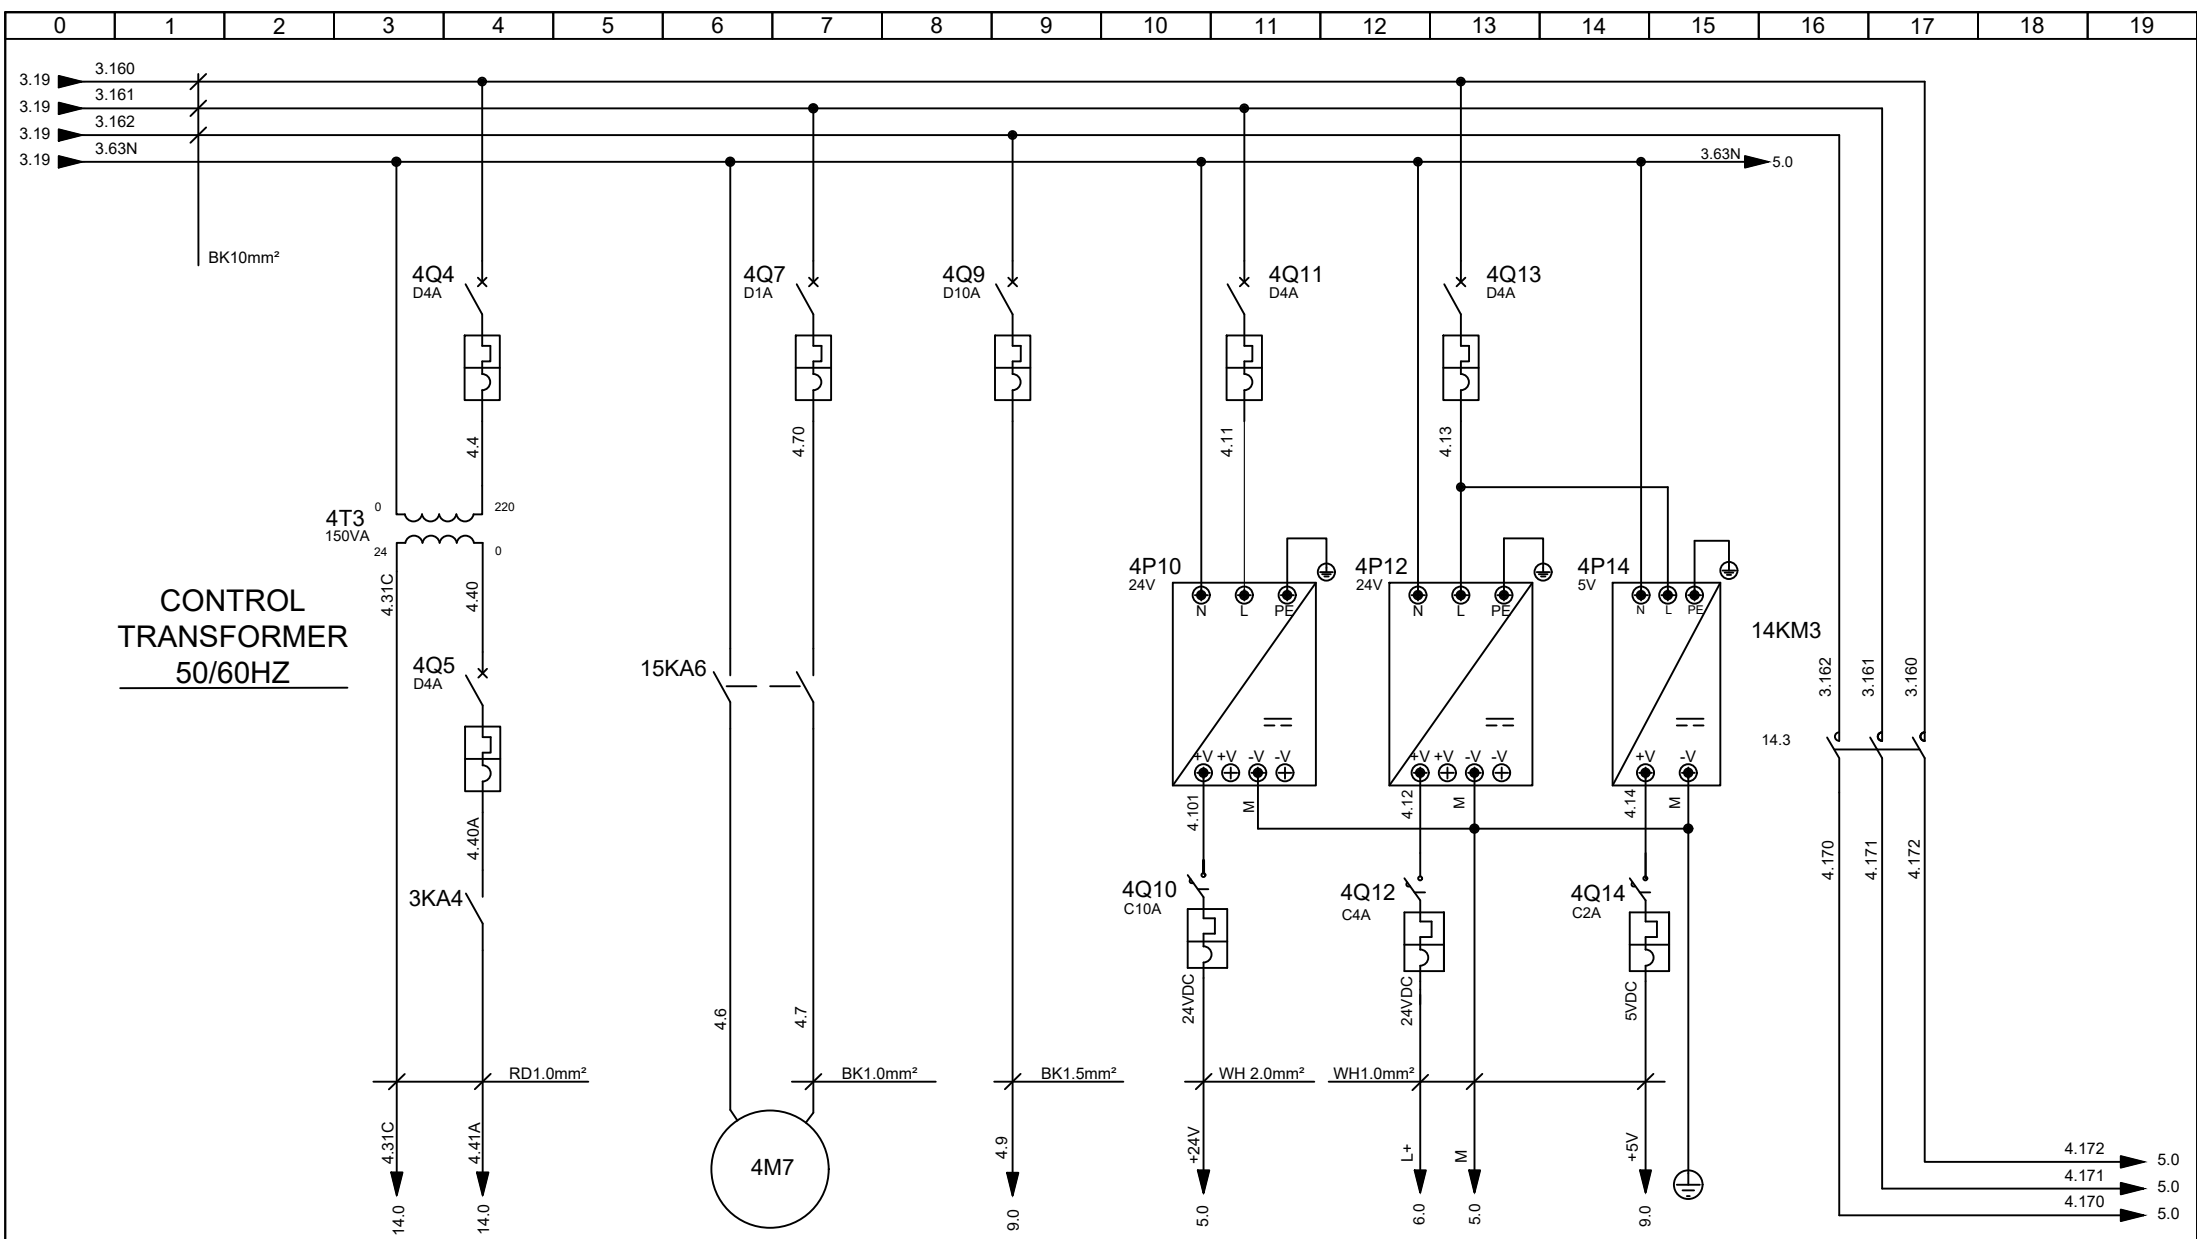 0 1 2 3 4 5 6 7 8 9 10 11 12 13 14 15 16 17 18 19
3.19 3.160
3.19 3.161
3.19 3.162
3.19 3.63N 3.63N 5.0
BK10mm²
4Q4 4Q7 4Q9 4Q11 4Q13
D4A D1A D10A D4A D4A
4.4 4.70 4.11 4.13
4T3 0 220
150VA
24 0
4P10 4P12 4P14
24V 24V 5V
4.31C 4.40
N L PE N L PE N L PE
CONTROL
TRANSFORMER
50/60HZ
14KM3
4Q5
D4A
15KA6
3.162 3.161 3.160
14.3
+V +V -V -V +V +V -V -V +V -V
4.101 M 4.12 M 4.14 M
4.40A
4.170 4.171 4.172
3KA4
4Q10 4Q12 4Q14
C10A C4A C2A
24VDC 24VDC 5VDC
4.6 4.7
RD1.0mm² BK1.0mm² BK1.5mm² WH 2.0mm² WH1.0mm²
4.31C 4.41A 4.9 +24V L+ M +5V
4M7
14.0 14.0 9.0 5.0 6.0 5.0 9.0
4.172 5.0
4.171 5.0
4.170 5.0